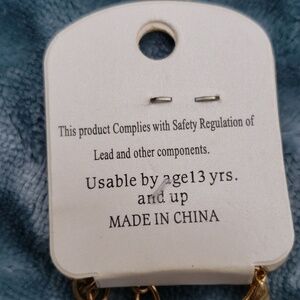 This product Complies with Safety Regulation of
Lead and other components.
Usable by age13 yrs.
and up
MADE IN CHINA